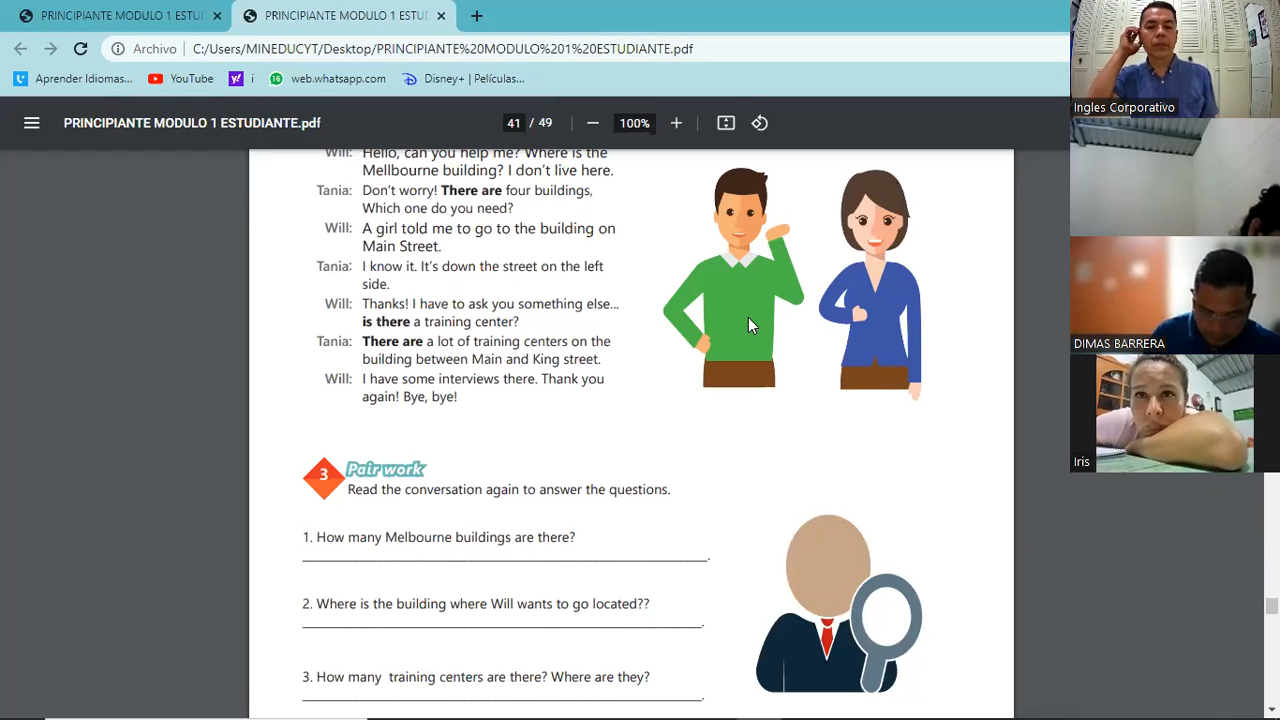 PRINCIPIANTE MODULO 1 ESTUD × PRINCIPIANTE MODULO 1 ESTUD × +
Archivo | C:/Users/MINEDUCYT/Desktop/PRINCIPIANTE%20MODULO%201%20ESTUDIANTE.pdf
Aprender Idiomas... YouTube i web.whatsapp.com Disney+ | Películas...
PRINCIPIANTE MODULO 1 ESTUDIANTE.pdf 41 / 49 − 100% +
Will: Hello, can you help me? Where is the
Mellbourne building? I don't live here.
Tania: Don't worry! There are four buildings,
Which one do you need?
Will: A girl told me to go to the building on
Main Street.
Tania: I know it. It's down the street on the left
side.
Will: Thanks! I have to ask you something else...
is there a training center?
Tania: There are a lot of training centers on the
building between Main and King street.
Will: I have some interviews there. Thank you
again! Bye, bye!
3 Pair work
Read the conversation again to answer the questions.
1. How many Melbourne buildings are there?
2. Where is the building where Will wants to go located??
3. How many training centers are there? Where are they?
Ingles Corporativo
DIMAS BARRERA
Iris